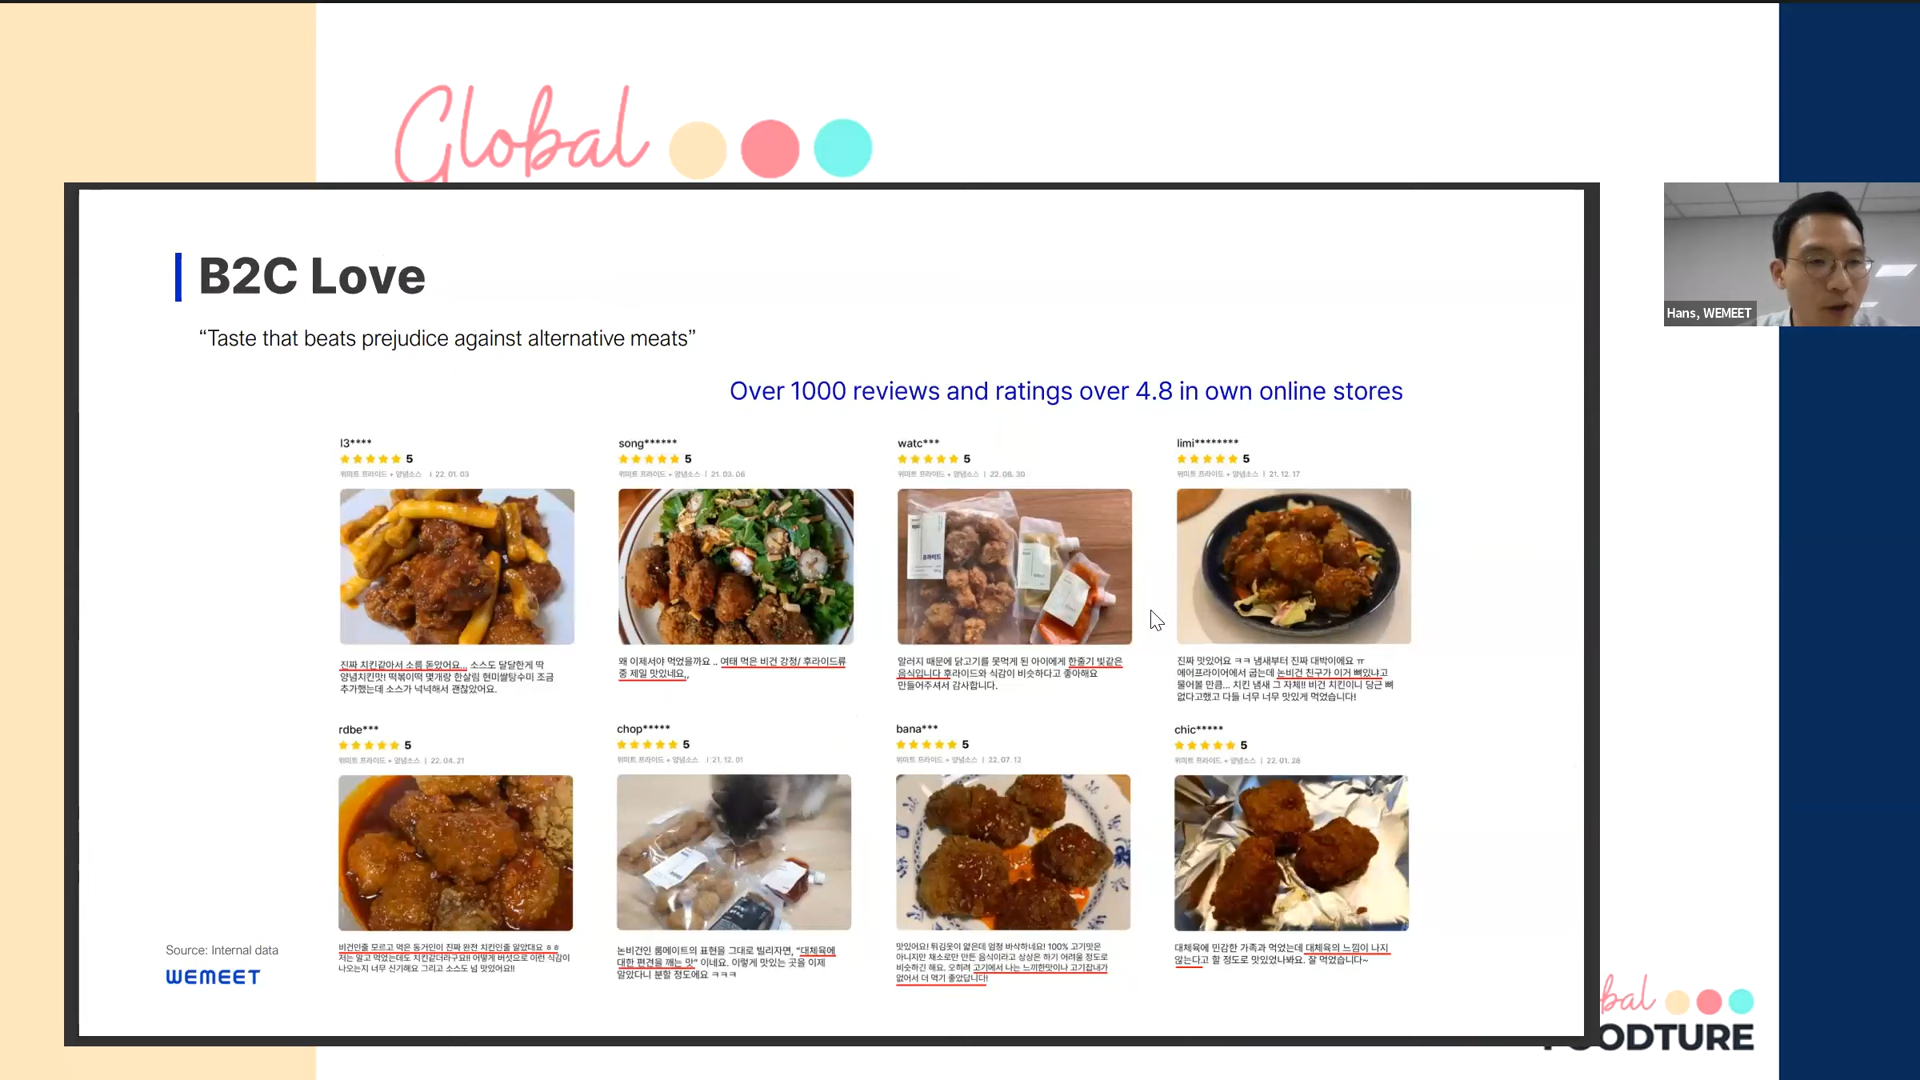 Global
Hans, WEMEET
B2C Love
“Taste that beats prejudice against alternative meats”
Over 1000 reviews and ratings over 4.8 in own online stores
l3****
5
위미트 프라이드 + 양념소스 | 22. 01. 03
진짜 치킨같아서 소름 돋았어요... 소스도 달달한게 딱
양념치킨맛! 떡볶이떡 몇개랑 한살림 현미쌀탕수미 조금
추가했는데 소스가 넉넉해서 괜찮았어요.
song******
5
위미트 프라이드 + 양념소스 | 21. 03. 06
왜 이제서야 먹었을까요 .. 여태 먹은 비건 강정/ 후라이드류
중 제일 맛있네요,,
watc***
5
위미트 프라이드 + 양념소스 | 22. 08. 30
알러지 때문에 닭고기를 못먹게 된 아이에게 한줄기 빛같은
음식입니다 후라이드와 식감이 비슷하다고 좋아해요
만들어주셔서 감사합니다.
limi********
5
위미트 프라이드 + 양념소스 | 21. 12. 17
진짜 맛있어요 ㅋㅋ 냄새부터 진짜 대박이에요 ㅠ
에어프라이어에서 굽는데 논비건 친구가 이거 뼈있냐고
물어볼 만큼... 치킨 냄새 그 자체!! 비건 치킨이니 당근 뼈
없다고했고 다들 너무 너무 맛있게 먹었습니다!
rdbe***
5
위미트 프라이드 + 양념소스 | 22. 04. 21
비건인줄 모르고 먹은 동거인이 진짜 완전 치킨인줄 알았대요 ㅎㅎ
저는 알고 먹었는데도 치킨같더라구요!! 어떻게 버섯으로 이런 식감이
나오는지 너무 신기해요 그리고 소스도 넘 맛있어요!!
chop*****
5
위미트 프라이드 + 양념소스 | 21. 12. 01
논비건인 룸메이트의 표현을 그대로 빌리자면, “대체육에
대한 편견을 깨는 맛” 이네요. 이렇게 맛있는 곳을 이제
알았다니 분할 정도에요 ㅋㅋㅋ
bana***
5
위미트 프라이드 + 양념소스 | 22. 07. 12
맛있어요! 튀김옷이 얇은데 엄청 바삭하네요! 100% 고기맛은
아니지만 채소로만 만든 음식이라고 상상은 하기 어려울 정도로
비슷하긴 해요. 오히려 고기에서 나는 느끼한맛이나 고기잡내가
없어서 더 먹기 좋았답니다!
chic*****
5
위미트 프라이드 + 양념소스 | 22. 01. 28
대체육에 민감한 가족과 먹었는데 대체육의 느낌이 나지
않는다고 할 정도로 맛있었나봐요. 잘 먹었습니다~
Source: Internal data
WEMEET
bal
FOODTURE